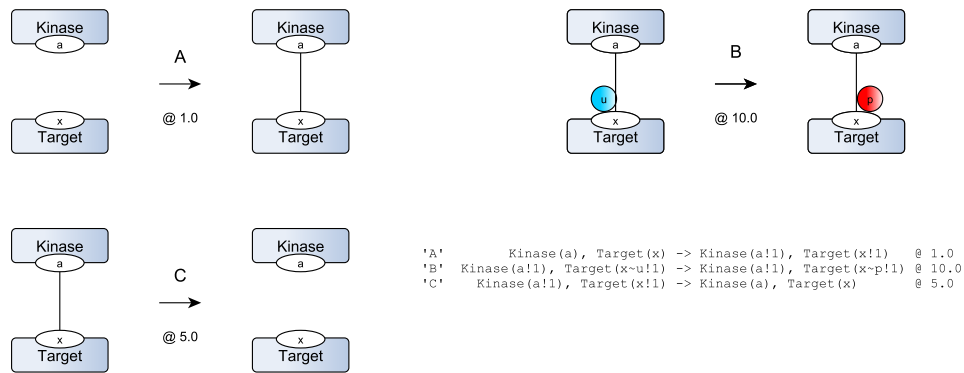 Kinase
a
x
Target
A
@ 1.0
Kinase
a
x
Target
Kinase
a
u
x
Target
B
@ 10.0
Kinase
a
p
x
Target
Kinase
a
x
Target
C
@ 5.0
Kinase
a
x
Target
'A' Kinase(a), Target(x) -> Kinase(a!1), Target(x!1) @ 1.0
'B' Kinase(a!1), Target(x~u!1) -> Kinase(a!1), Target(x~p!1) @ 10.0
'C' Kinase(a!1), Target(x!1) -> Kinase(a), Target(x) @ 5.0